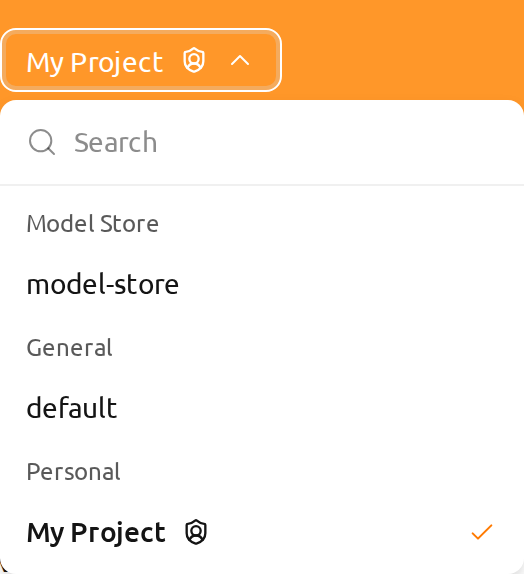 My Project
Search
Model Store
model-store
General
default
Personal
My Project